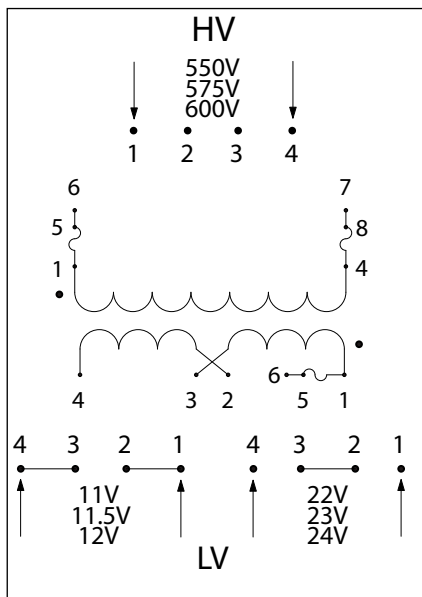 HV
550V
575V
600V
1 2 3 4
6 7
5 8
1 4
4 3 2 6 5 1
4 3 2 1 4 3 2 1
11V 22V
11.5V 23V
12V 24V
LV